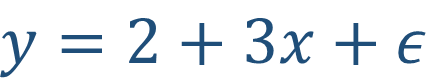 y = 2 + 3x + ϵ